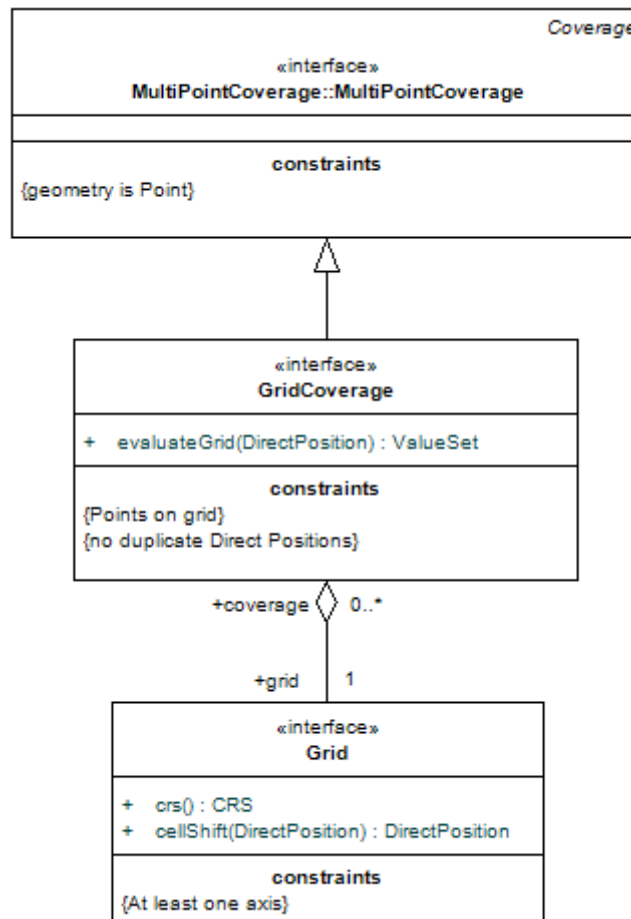 Coverage
«interface»
MultiPointCoverage::MultiPointCoverage
constraints
{geometry is Point}
«interface»
GridCoverage
+ evaluateGrid(DirectPosition) : ValueSet
constraints
{Points on grid}
{no duplicate Direct Positions}
+coverage 0..*
+grid 1
«interface»
Grid
+ crs() : CRS
+ cellShift(DirectPosition) : DirectPosition
constraints
{At least one axis}